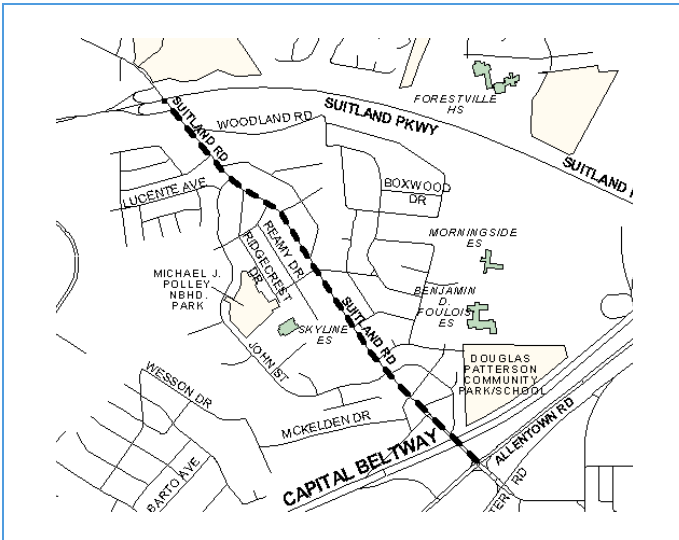 FORESTVILLE
HS
SUITLAND PKWY
SUITLAND RD
WOODLAND RD
SUITLAND
LUCENTE AVE
BOXWOOD
DR
REAMY DR
RIDGECREST
DR
MORNINGSIDE
ES
MICHAEL J.
POLLEY
NBHD.
PARK
BENJAMIN
D.
FOULOIS
ES
SKYLINE
ES
SUITLAND RD
JOHN ST
DOUGLAS
PATTERSON
COMMUNITY
PARK/SCHOOL
WESSON DR
MCKELDEN DR
ALLENTOWN RD
CAPITAL BELTWAY
BARTO AVE
TER RD